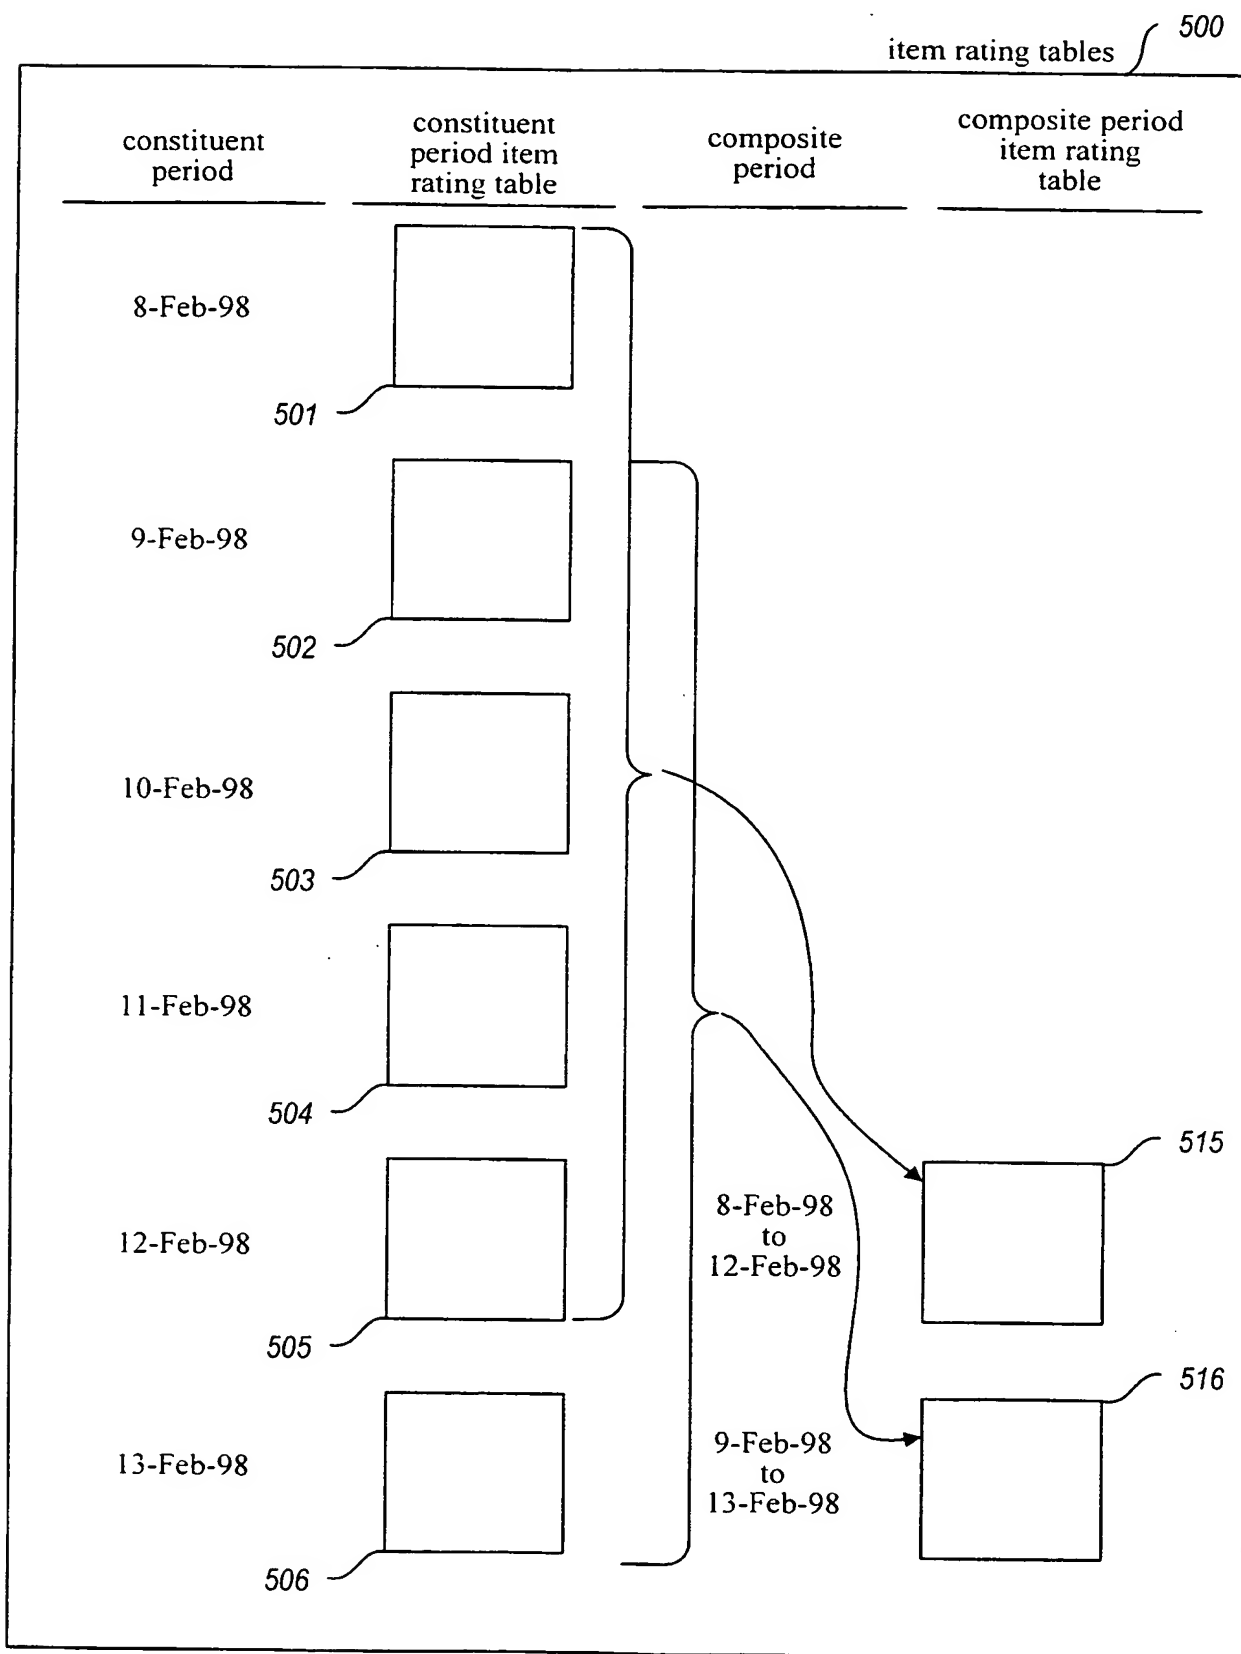 500
item rating tables
constituent
period
constituent
period item
rating table
composite
period
composite period
item rating
table
8-Feb-98
501
9-Feb-98
502
10-Feb-98
503
11-Feb-98
504
12-Feb-98
505
8-Feb-98
to
12-Feb-98
515
13-Feb-98
506
9-Feb-98
to
13-Feb-98
516